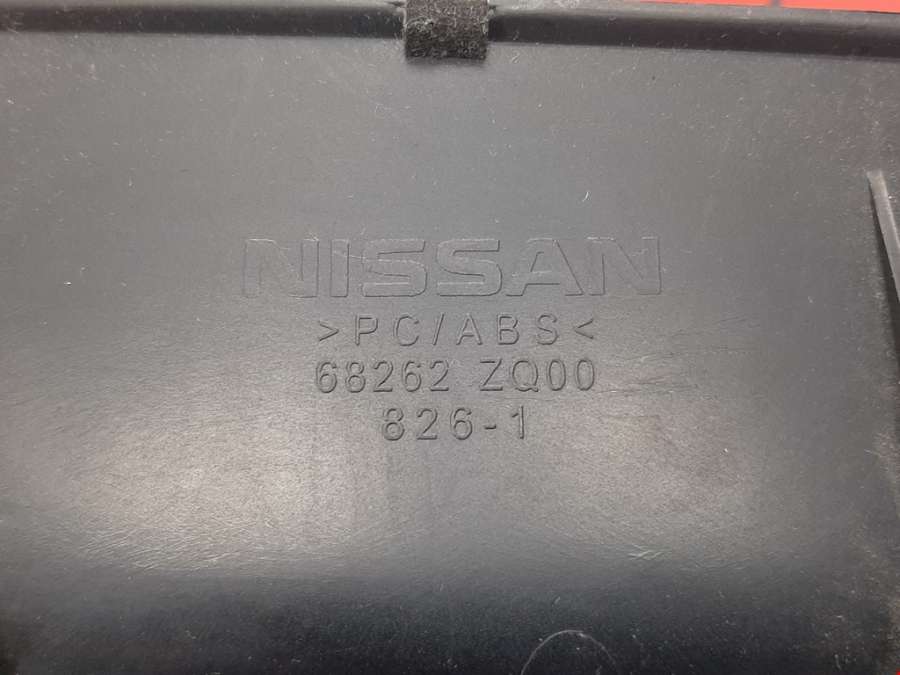 NISSAN
>PC/ABS<
68262 ZQ00
826-1